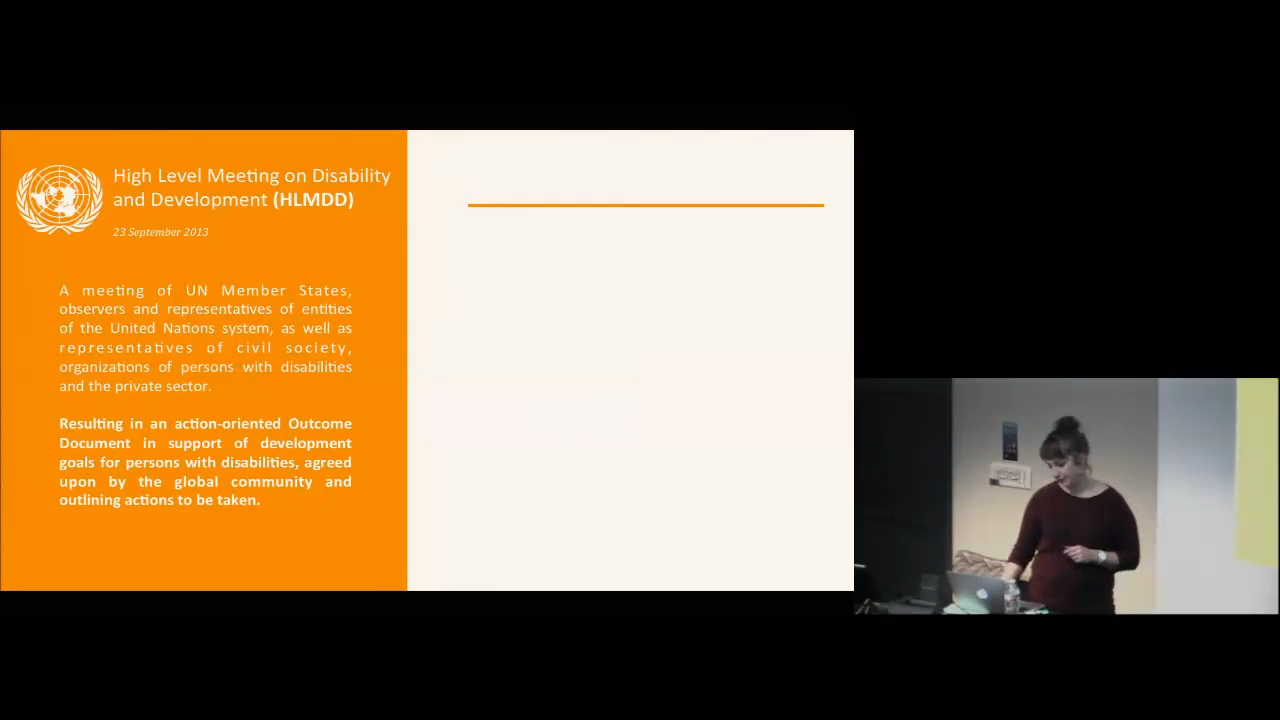 High Level Meeting on Disability
and Development (HLMDD)
23 September 2013
A meeting of UN Member States,
observers and representatives of entities
of the United Nations system, as well as
representatives of civil society,
organizations of persons with disabilities
and the private sector.
Resulting in an action-oriented Outcome
Document in support of development
goals for persons with disabilities, agreed
upon by the global community and
outlining actions to be taken.